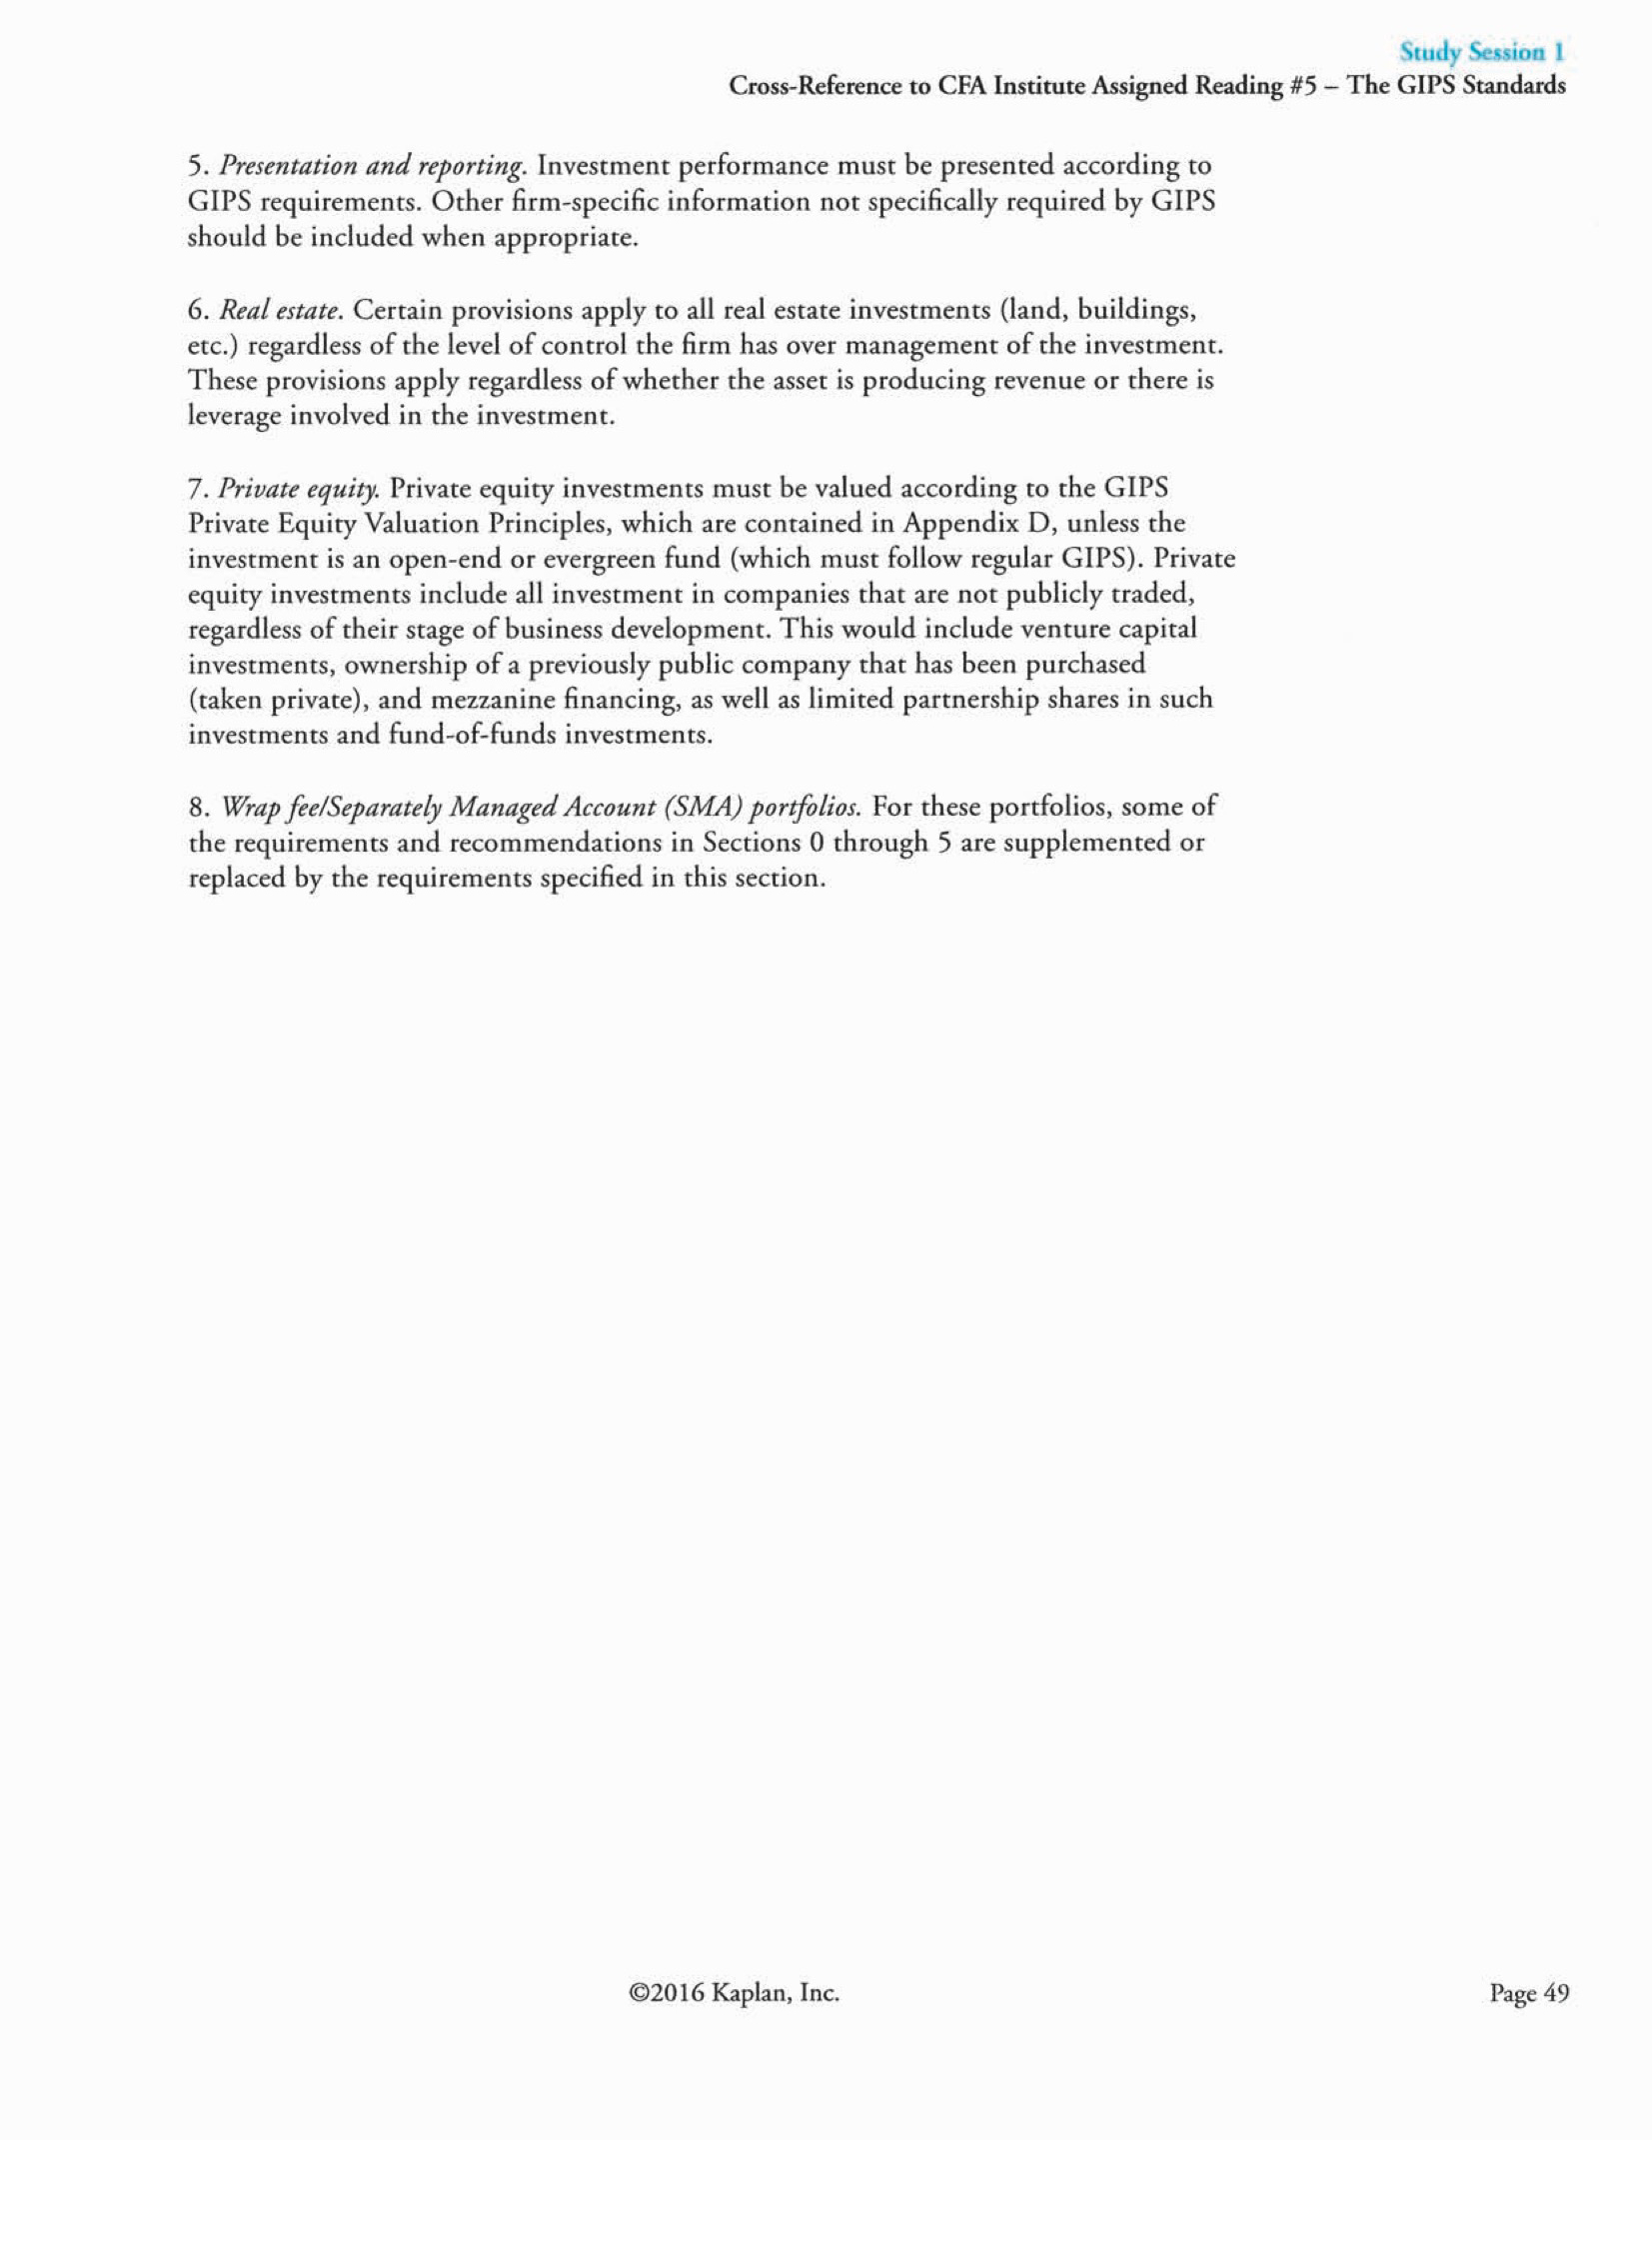 Study Session 1
Cross-Reference to CFA Institute Assigned Reading #5 – The GIPS Standards
5. Presentation and reporting. Investment performance must be presented according to
GIPS requirements. Other firm-specific information not specifically required by GIPS
should be included when appropriate.
6. Real estate. Certain provisions apply to all real estate investments (land, buildings,
etc.) regardless of the level of control the firm has over management of the investment.
These provisions apply regardless of whether the asset is producing revenue or there is
leverage involved in the investment.
7. Private equity. Private equity investments must be valued according to the GIPS
Private Equity Valuation Principles, which are contained in Appendix D, unless the
investment is an open-end or evergreen fund (which must follow regular GIPS). Private
equity investments include all investment in companies that are not publicly traded,
regardless of their stage of business development. This would include venture capital
investments, ownership of a previously public company that has been purchased
(taken private), and mezzanine financing, as well as limited partnership shares in such
investments and fund-of-funds investments.
8. Wrap fee/Separately Managed Account (SMA) portfolios. For these portfolios, some of
the requirements and recommendations in Sections 0 through 5 are supplemented or
replaced by the requirements specified in this section.
©2016 Kaplan, Inc.
Page 49